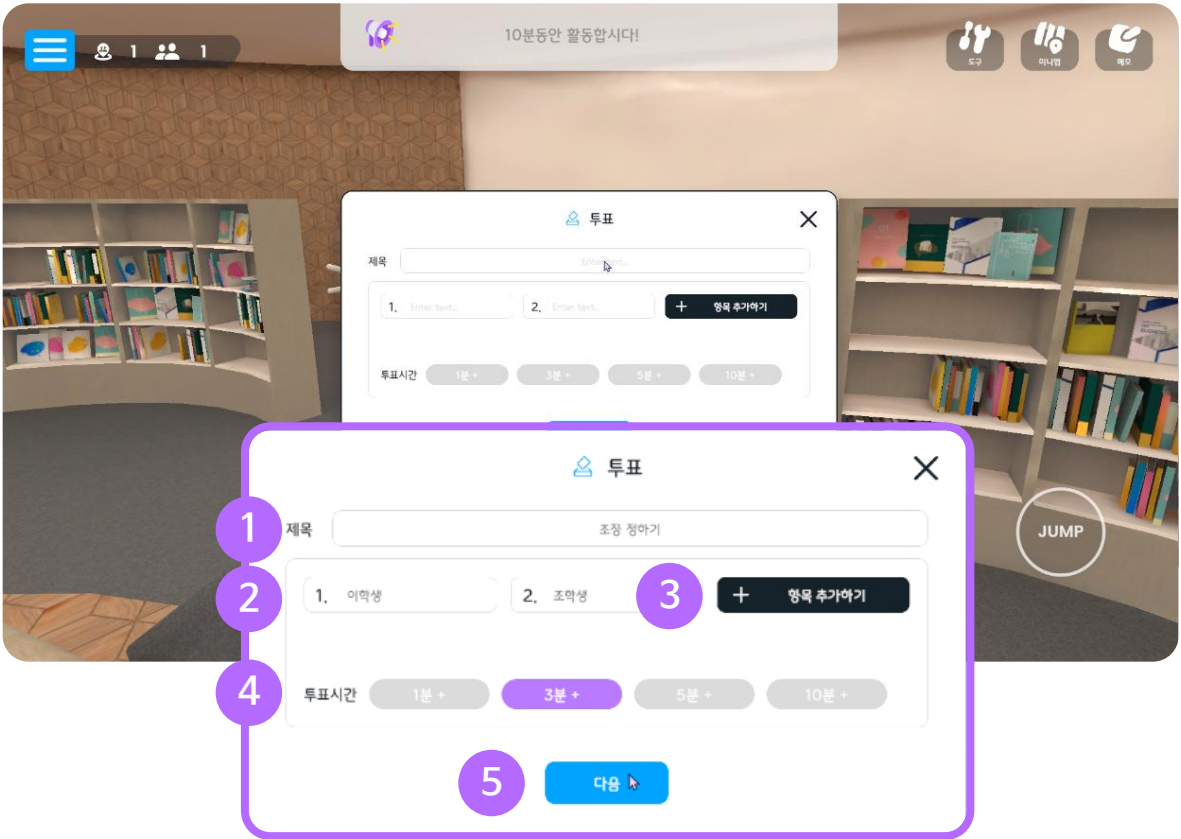 1 1
10분동안 활동합시다!
도구 미니맵 메모
투표
제목 Enter text...
1. Enter text... 2. Enter text... + 항목 추가하기
투표시간 1분 + 3분 + 5분 + 10분 +
투표
1 제목 조장 정하기
2 1. 이학생 2. 조학생 3 + 항목 추가하기
JUMP
4 투표시간 1분 + 3분 + 5분 + 10분 +
5 다음